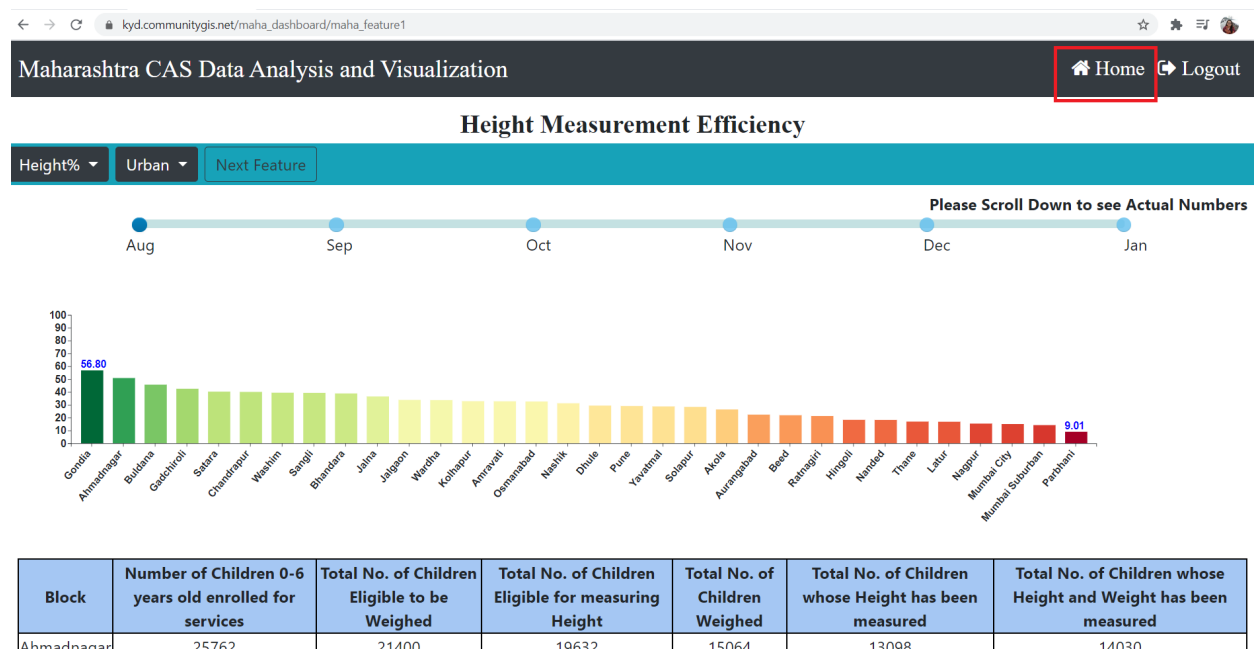 kyd.communitygis.net/maha_dashboard/maha_feature1
Maharashtra CAS Data Analysis and Visualization
Home Logout
Height Measurement Efficiency
Height% Urban Next Feature
Please Scroll Down to see Actual Numbers
Aug Sep Oct Nov Dec Jan
100
90
80
70
60
50
40
30
20
10
0
56.80
9.01
Gondia Ahmadnagar Buldana Gadchiroli Satara Chandrapur Washim Sangli Bhandara Jalna Jalgaon Wardha Kolhapur Amravati Osmanabad Nashik Dhule Pune Yavatmal Solapur Akola Aurangabad Beed Ratnagiri Hingoli Nanded Thane Latur Nagpur Mumbai City Mumbai Suburban Parbhani
Block
Number of Children 0-6
years old enrolled for
services
Total No. of Children
Eligible to be
Weighed
Total No. of Children
Eligible for measuring
Height
Total No. of
Children
Weighed
Total No. of Children
whose Height has been
measured
Total No. of Children whose
Height and Weight has been
measured
Ahmadnagar 25762 21400 19632 15064 13098 14030